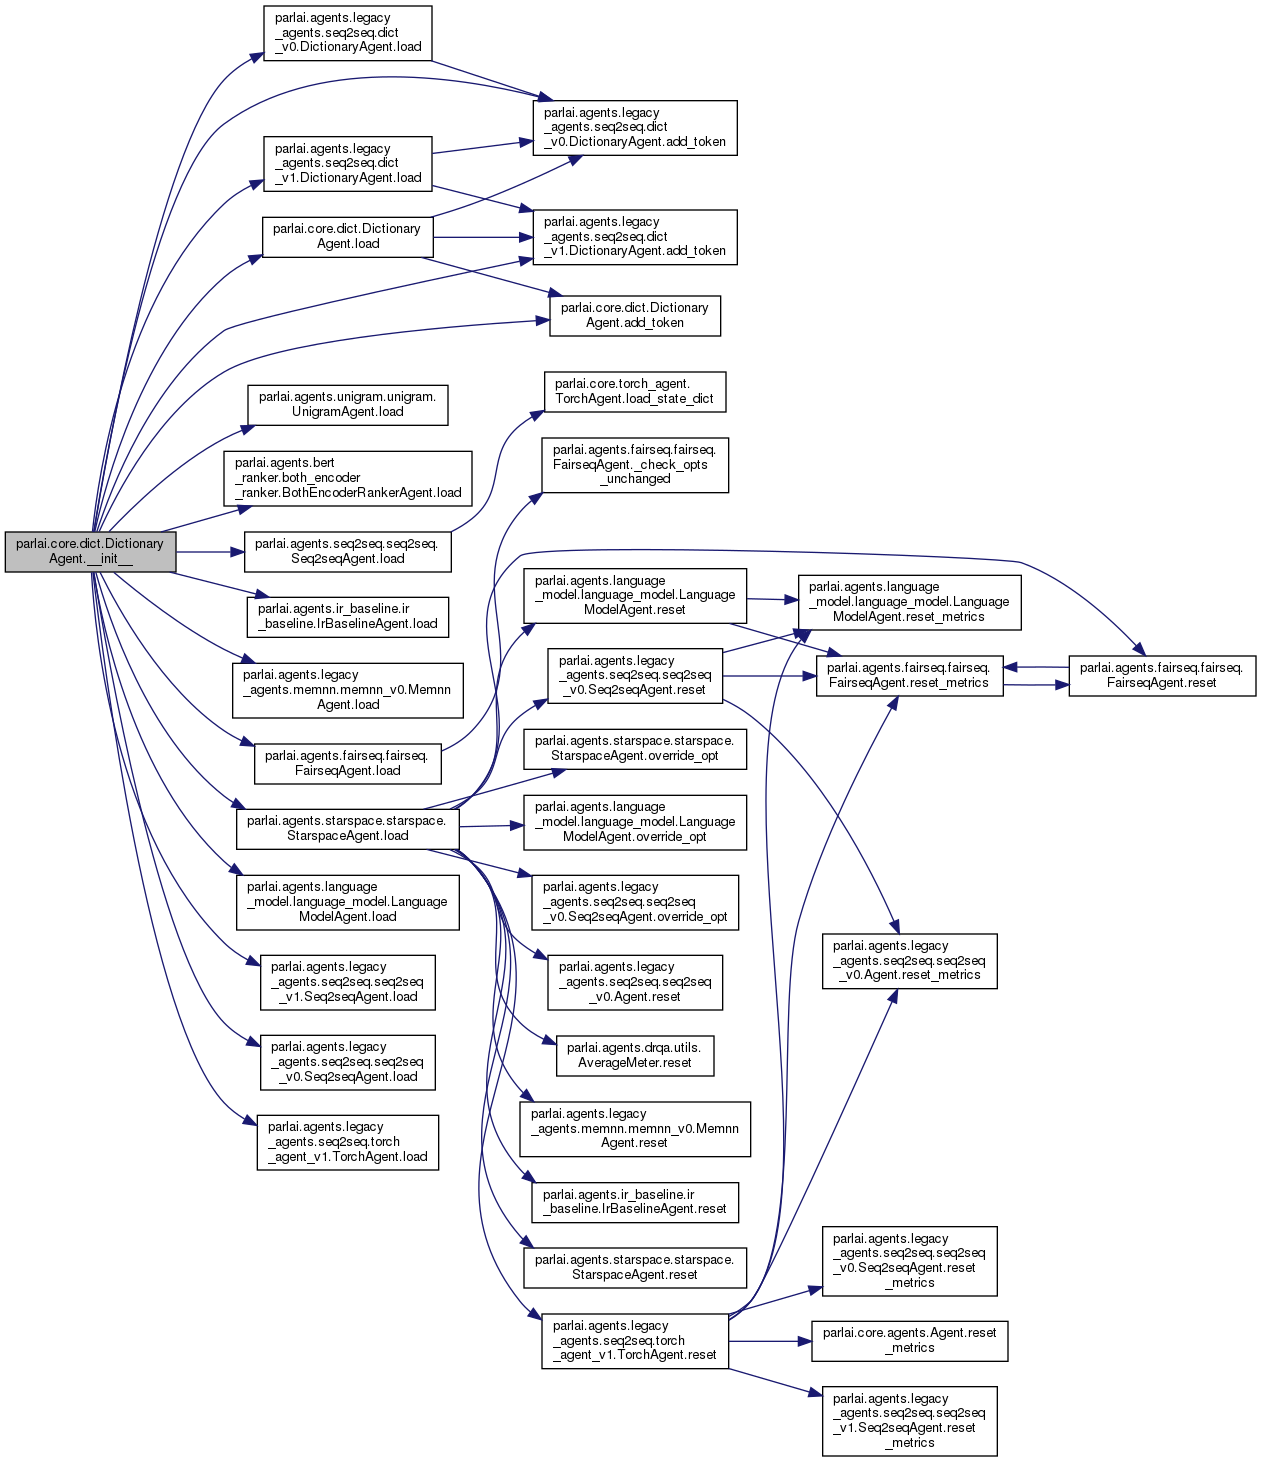 parlai.agents.legacy
_agents.seq2seq.dict
_v0.DictionaryAgent.load
parlai.agents.legacy
_agents.seq2seq.dict
_v0.DictionaryAgent.add_token
parlai.agents.legacy
_agents.seq2seq.dict
_v1.DictionaryAgent.load
parlai.core.dict.Dictionary
Agent.load
parlai.agents.legacy
_agents.seq2seq.dict
_v1.DictionaryAgent.add_token
parlai.core.dict.Dictionary
Agent.add_token
parlai.agents.unigram.unigram.
UnigramAgent.load
parlai.core.torch_agent.
TorchAgent.load_state_dict
parlai.agents.bert
_ranker.both_encoder
_ranker.BothEncoderRankerAgent.load
parlai.agents.fairseq.fairseq.
FairseqAgent._check_opts
_unchanged
parlai.core.dict.Dictionary
Agent.__init__
parlai.agents.seq2seq.seq2seq.
Seq2seqAgent.load
parlai.agents.ir_baseline.ir
_baseline.IrBaselineAgent.load
parlai.agents.language
_model.language_model.Language
ModelAgent.reset
parlai.agents.language
_model.language_model.Language
ModelAgent.reset_metrics
parlai.agents.legacy
_agents.memnn.memnn_v0.Memnn
Agent.load
parlai.agents.legacy
_agents.seq2seq.seq2seq
_v0.Seq2seqAgent.reset
parlai.agents.fairseq.fairseq.
FairseqAgent.reset_metrics
parlai.agents.fairseq.fairseq.
FairseqAgent.reset
parlai.agents.fairseq.fairseq.
FairseqAgent.load
parlai.agents.starspace.starspace.
StarspaceAgent.override_opt
parlai.agents.starspace.starspace.
StarspaceAgent.load
parlai.agents.language
_model.language_model.Language
ModelAgent.override_opt
parlai.agents.language
_model.language_model.Language
ModelAgent.load
parlai.agents.legacy
_agents.seq2seq.seq2seq
_v0.Seq2seqAgent.override_opt
parlai.agents.legacy
_agents.seq2seq.seq2seq
_v1.Seq2seqAgent.load
parlai.agents.legacy
_agents.seq2seq.seq2seq
_v0.Agent.reset
parlai.agents.legacy
_agents.seq2seq.seq2seq
_v0.Agent.reset_metrics
parlai.agents.legacy
_agents.seq2seq.seq2seq
_v0.Seq2seqAgent.load
parlai.agents.drqa.utils.
AverageMeter.reset
parlai.agents.legacy
_agents.seq2seq.torch
_agent_v1.TorchAgent.load
parlai.agents.legacy
_agents.memnn.memnn_v0.Memnn
Agent.reset
parlai.agents.ir_baseline.ir
_baseline.IrBaselineAgent.reset
parlai.agents.starspace.starspace.
StarspaceAgent.reset
parlai.agents.legacy
_agents.seq2seq.seq2seq
_v0.Seq2seqAgent.reset
_metrics
parlai.agents.legacy
_agents.seq2seq.torch
_agent_v1.TorchAgent.reset
parlai.core.agents.Agent.reset
_metrics
parlai.agents.legacy
_agents.seq2seq.seq2seq
_v1.Seq2seqAgent.reset
_metrics